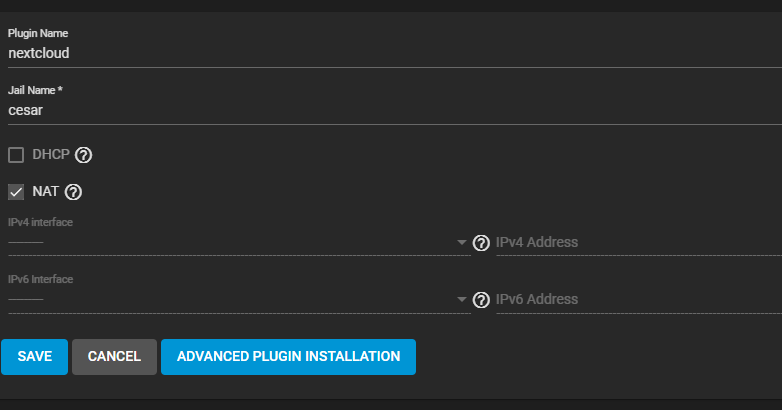 Plugin Name
nextcloud
Jail Name *
cesar
DHCP
NAT
IPv4 interface
IPv4 Address
IPv6 Interface
IPv6 Address
SAVE CANCEL ADVANCED PLUGIN INSTALLATION